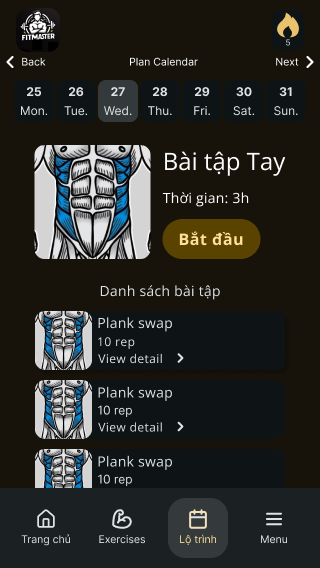 FITMASTER
5
Back Plan Calendar Next
25 26 27 28 29 30 31
Mon. Tue. Wed. Thu. Fri. Sat. Sun.
Bài tập Tay
Thời gian: 3h
Bắt đầu
Danh sách bài tập
Plank swap
10 rep
View detail
Plank swap
10 rep
View detail
Plank swap
10 rep
Trang chủ Exercises Lộ trình Menu